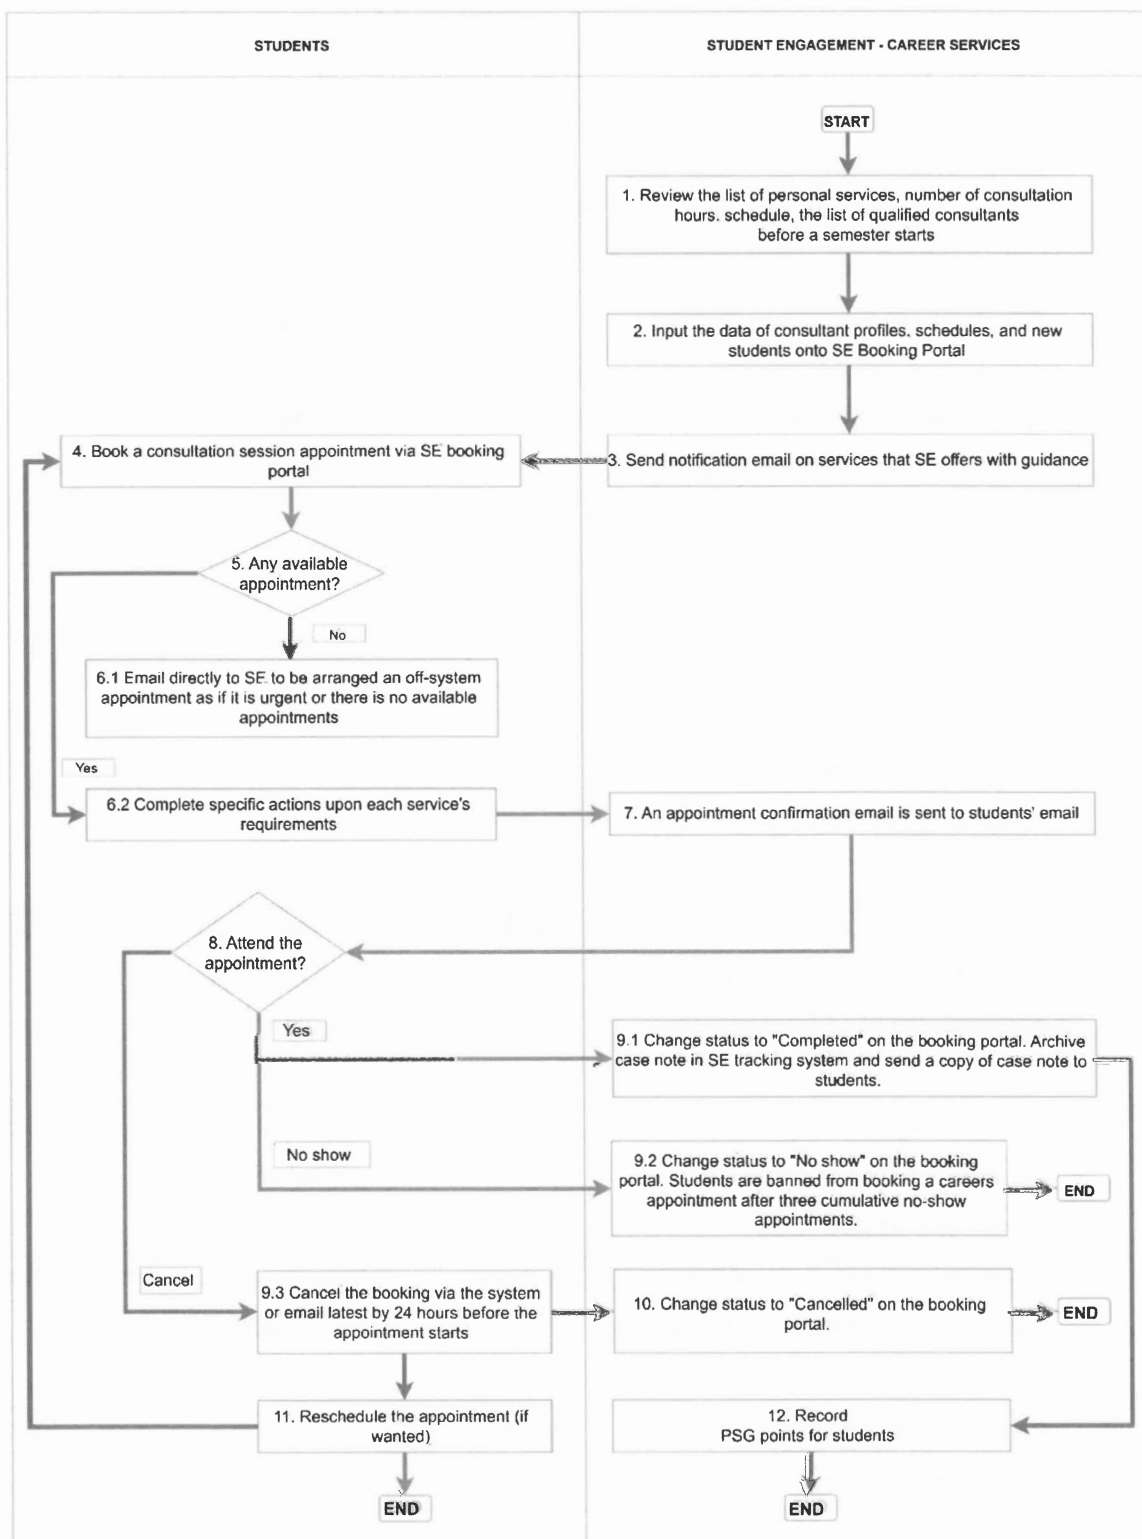 STUDENTS
STUDENT ENGAGEMENT - CAREER SERVICES
START
1. Review the list of personal services, number of consultation
hours. schedule, the list of qualified consultants
before a semester starts
2. Input the data of consultant profiles. schedules, and new
students onto SE Booking Portal
3. Send notification email on services that SE offers with guidance
4. Book a consultation session appointment via SE booking
portal
5. Any available
appointment?
No
6.1 Email directly to SE to be arranged an off-system
appointment as if it is urgent or there is no available
appointments
Yes
6.2 Complete specific actions upon each service's
requirements
7. An appointment confirmation email is sent to students' email
8. Attend the
appointment?
Yes
9.1 Change status to "Completed" on the booking portal. Archive
case note in SE tracking system and send a copy of case note to
students.
No show
9.2 Change status to "No show" on the booking
portal. Students are banned from booking a careers
appointment after three cumulative no-show
appointments.
END
Cancel
9.3 Cancel the booking via the system
or email latest by 24 hours before the
appointment starts
10. Change status to "Cancelled" on the booking
portal.
END
11. Reschedule the appointment (if
wanted)
12. Record
PSG points for students
END
END